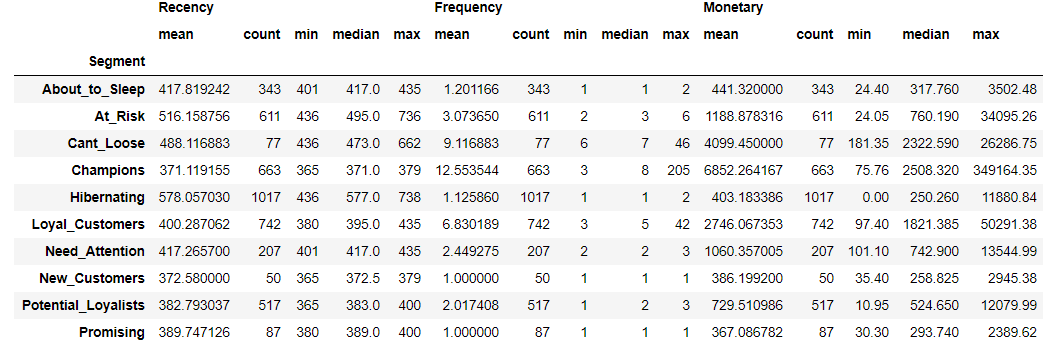 Recency Frequency Monetary
mean count min median max mean count min median max mean count min median max
Segment
About_to_Sleep 417.819242 343 401 417.0 435 1.201166 343 1 1 2 441.320000 343 24.40 317.760 3502.48
At_Risk 516.158756 611 436 495.0 736 3.073650 611 2 3 6 1188.878316 611 24.05 760.190 34095.26
Cant_Loose 488.116883 77 436 473.0 662 9.116883 77 6 7 46 4099.450000 77 181.35 2322.590 26286.75
Champions 371.119155 663 365 371.0 379 12.553544 663 3 8 205 6852.264167 663 75.76 2508.320 349164.35
Hibernating 578.057030 1017 436 577.0 738 1.125860 1017 1 1 2 403.183386 1017 0.00 250.260 11880.84
Loyal_Customers 400.287062 742 380 395.0 435 6.830189 742 3 5 42 2746.067353 742 97.40 1821.385 50291.38
Need_Attention 417.265700 207 401 417.0 435 2.449275 207 2 2 3 1060.357005 207 101.10 742.900 13544.99
New_Customers 372.580000 50 365 372.5 379 1.000000 50 1 1 1 386.199200 50 35.40 258.825 2945.38
Potential_Loyalists 382.793037 517 365 383.0 400 2.017408 517 1 2 3 729.510986 517 10.95 524.650 12079.99
Promising 389.747126 87 380 389.0 400 1.000000 87 1 1 1 367.086782 87 30.30 293.740 2389.62